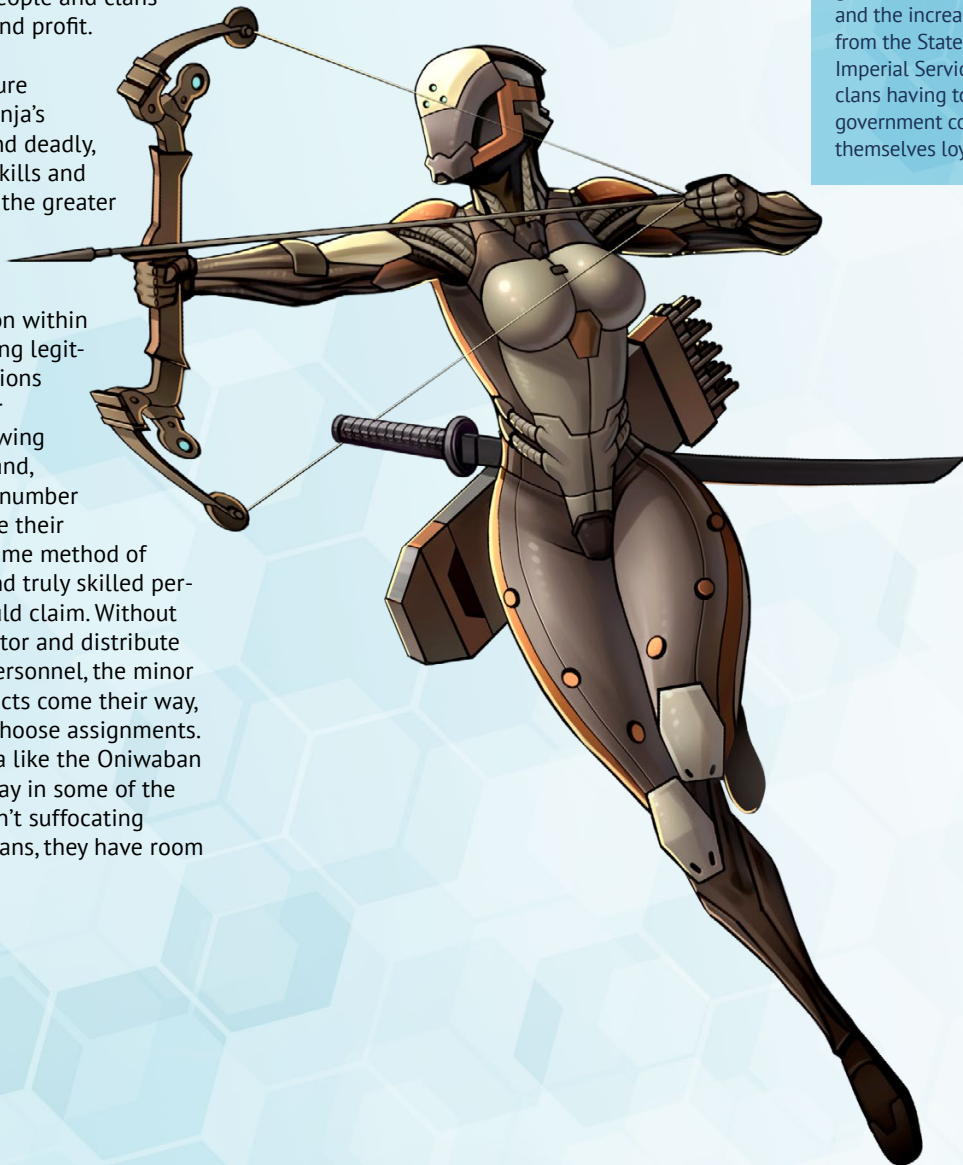 eople and clans
nd profit.
ure
nja's
nd deadly,
kills and
the greater
on within
ng legit-
ions
r
wing
and,
number
e their
me method of
nd truly skilled per-
uld claim. Without
tor and distribute
ersonnel, the minor
cts come their way,
hoose assignments.
a like the Oniwaban
ay in some of the
n't suffocating
ans, they have room
and the increa
from the State
Imperial Servic
clans having to
government co
themselves loy